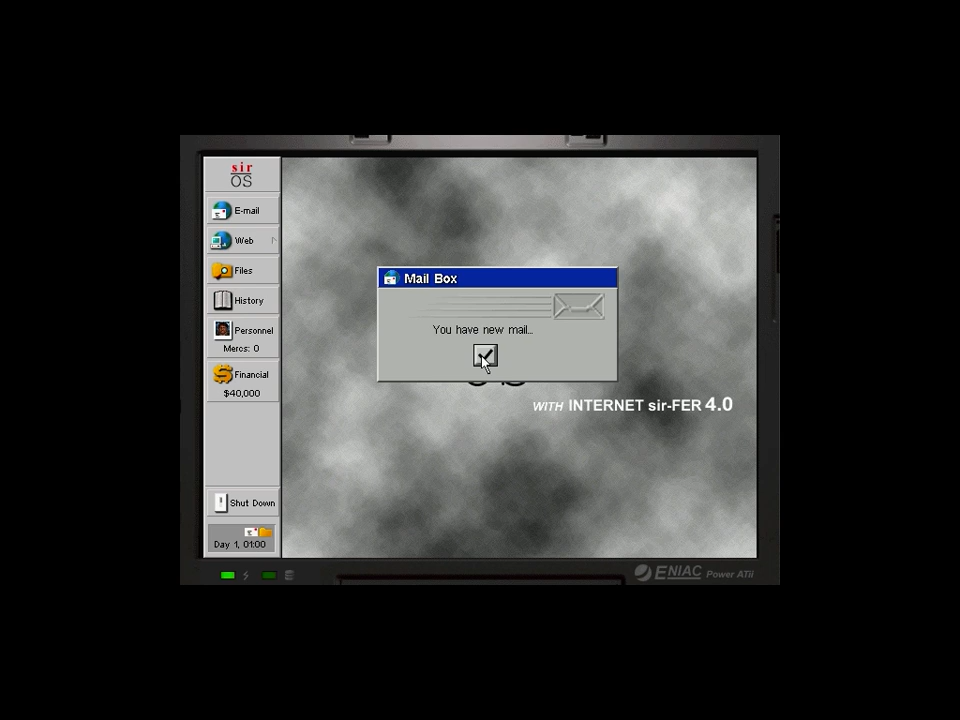 sir
OS
E-mail
Web
Files
History
Personnel
Mercs: 0
Financial
$40,000
Shut Down
Day 1, 01:00
Mail Box
You have new mail...
WITH INTERNET sir-FER 4.0
ENIAC Power ATii